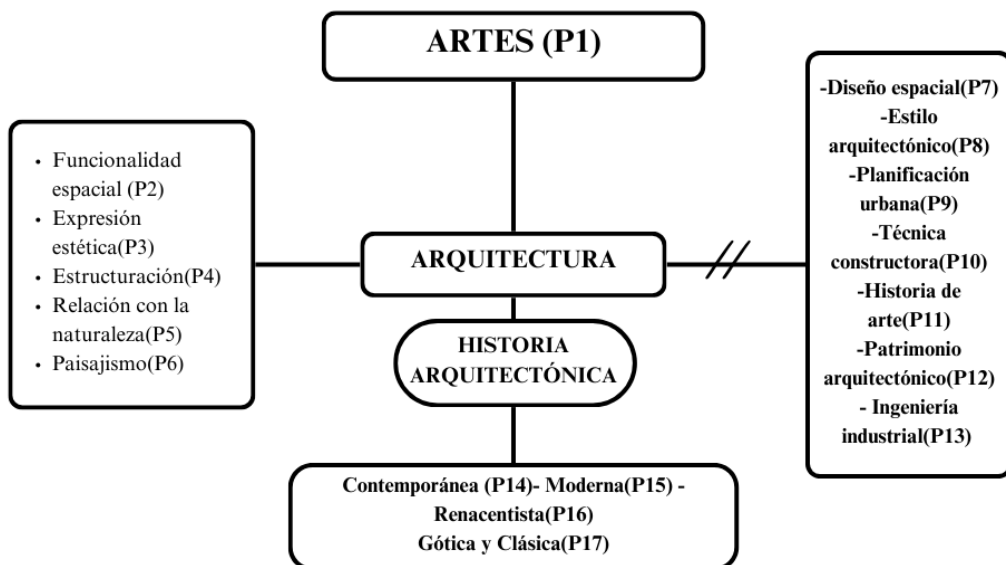 ARTES (P1)
• Funcionalidad
espacial (P2)
• Expresión
estética(P3)
• Estructuración(P4)
• Relación con la
naturaleza(P5)
• Paisajismo(P6)
ARQUITECTURA
-Diseño espacial(P7)
-Estilo
arquitectónico(P8)
-Planificación
urbana(P9)
-Técnica
constructora(P10)
-Historia de
arte(P11)
-Patrimonio
arquitectónico(P12)
- Ingeniería
industrial(P13)
HISTORIA
ARQUITECTÓNICA
Contemporánea (P14)- Moderna(P15) -
Renacentista(P16)
Gótica y Clásica(P17)